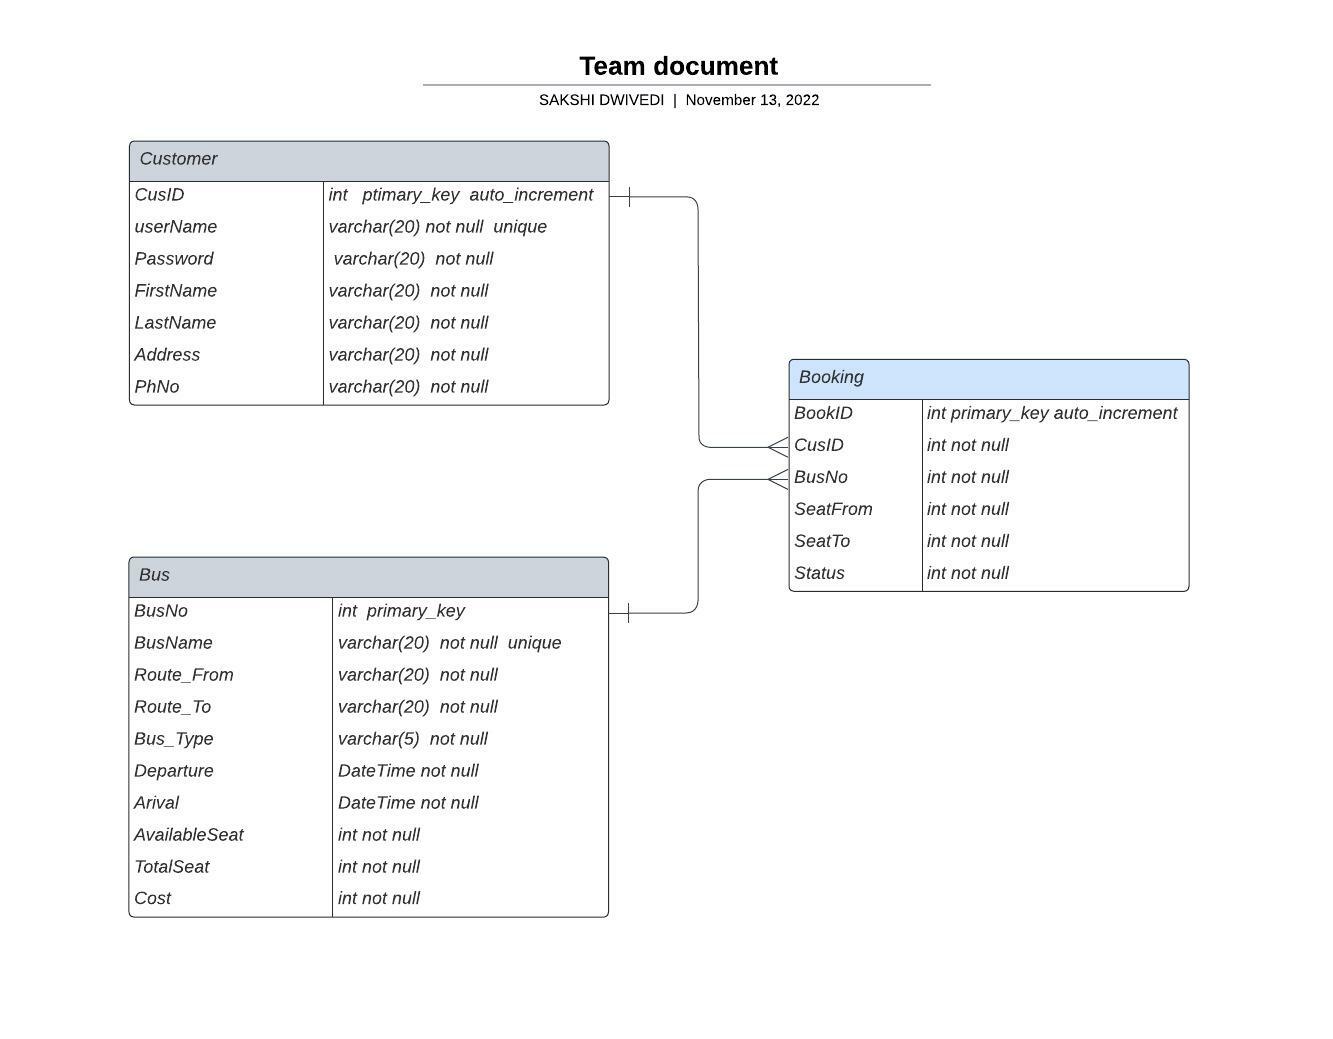 Team document
SAKSHI DWIVEDI | November 13, 2022
Customer
CusID int ptimary_key auto_increment
userName varchar(20) not null unique
Password varchar(20) not null
FirstName varchar(20) not null
LastName varchar(20) not null
Address varchar(20) not null
PhNo varchar(20) not null
Booking
BookID int primary_key auto_increment
CusID int not null
BusNo int not null
SeatFrom int not null
SeatTo int not null
Status int not null
Bus
BusNo int primary_key
BusName varchar(20) not null unique
Route_From varchar(20) not null
Route_To varchar(20) not null
Bus_Type varchar(5) not null
Departure DateTime not null
Arival DateTime not null
AvailableSeat int not null
TotalSeat int not null
Cost int not null